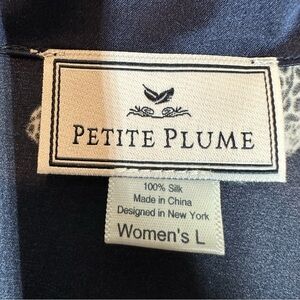 PETITE PLUME
100% Silk
Made in China
Designed in New York
Women's L